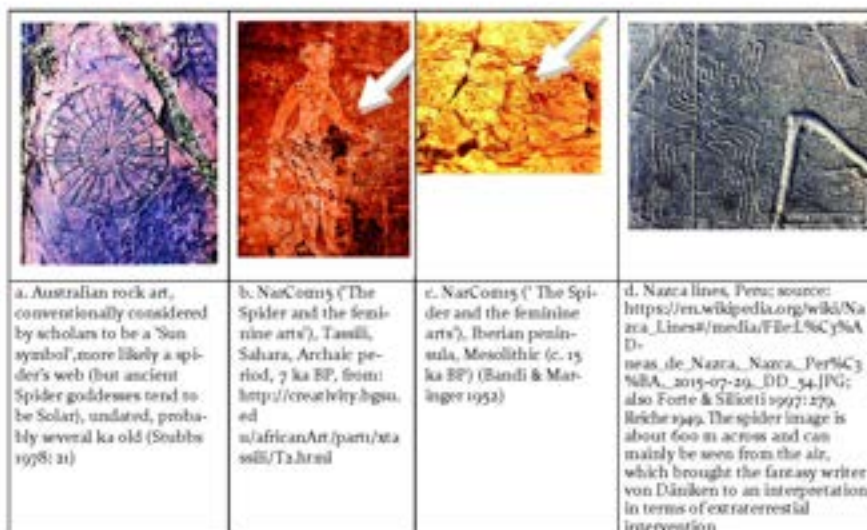 a. Australian rock art,
conventionally considered
by scholars to be a 'Sun
symbol',more likely a spi-
der's web (but ancient
Spider goddesses tend to
be Solar), undated, proba-
bly several ka old (Stubbs
1978: 21)
b. NarCom15 ('The
Spider and the femi-
nine arts'), Tassili,
Sahara, Archaic pe-
riod, 7 ka BP, from:
http://creativity.bgsu.
ed
u/africanArt/part1/xta
ssili/T2.html
c. NarCom15 (' The Spi-
der and the feminine
arts'), Iberian penin-
sula, Mesolithic (c. 15
ka BP) (Bandi & Mar-
inger 1952)
d. Nazca lines, Peru; source:
https://en.wikipedia.org/wiki/Na
zca_Lines#/media/File:L%C3%A
D-
neas_de_Nazca,_Nazca,_Per%C3
%BA,_2015-07-29,_DD_54.JPG;
also Forte & Siliotti 1997: 279,
Reiche 1949. The spider image is
about 600 m across and can
mainly be seen from the air,
which brought the fantasy writer
von Däniken to an interpretation
in terms of extraterrestial
intervention